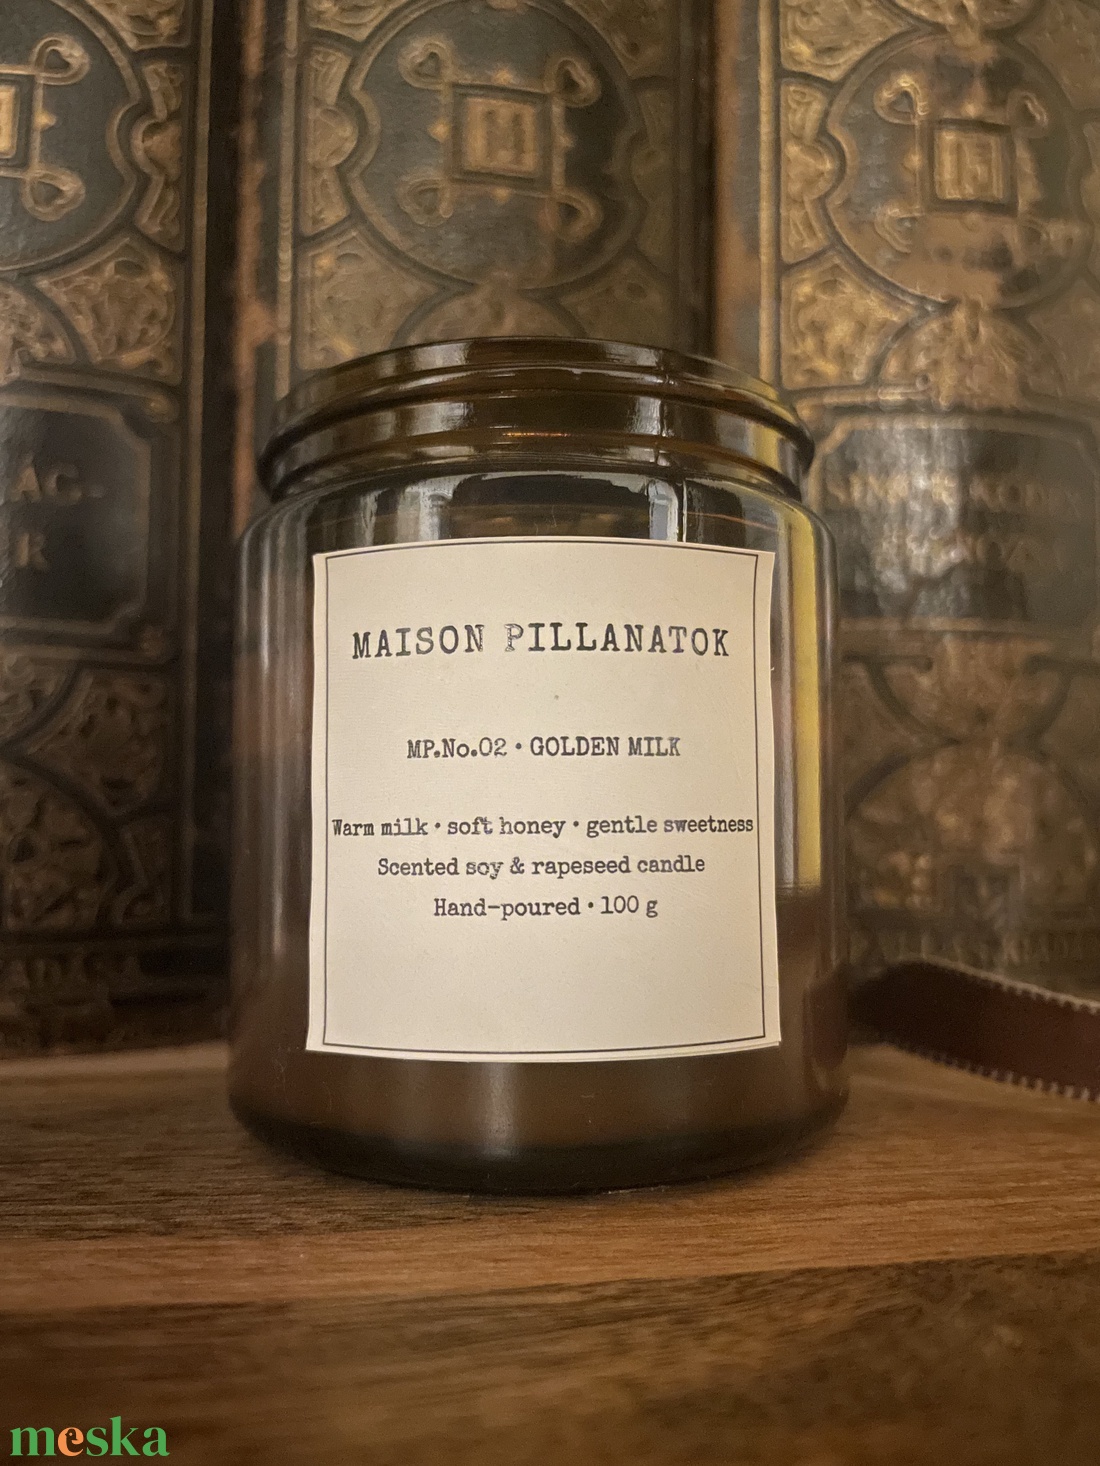 MAISON PILLANATOK
MP.No.02 • GOLDEN MILK
Warm milk • soft honey • gentle sweetness
Scented soy & rapeseed candle
Hand-poured • 100 g
meska